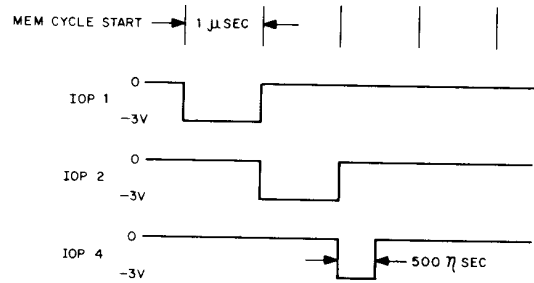 MEM CYCLE START
1 μSEC
0
IOP 1
-3V
0
IOP 2
-3V
0
IOP 4
500 η SEC
-3V